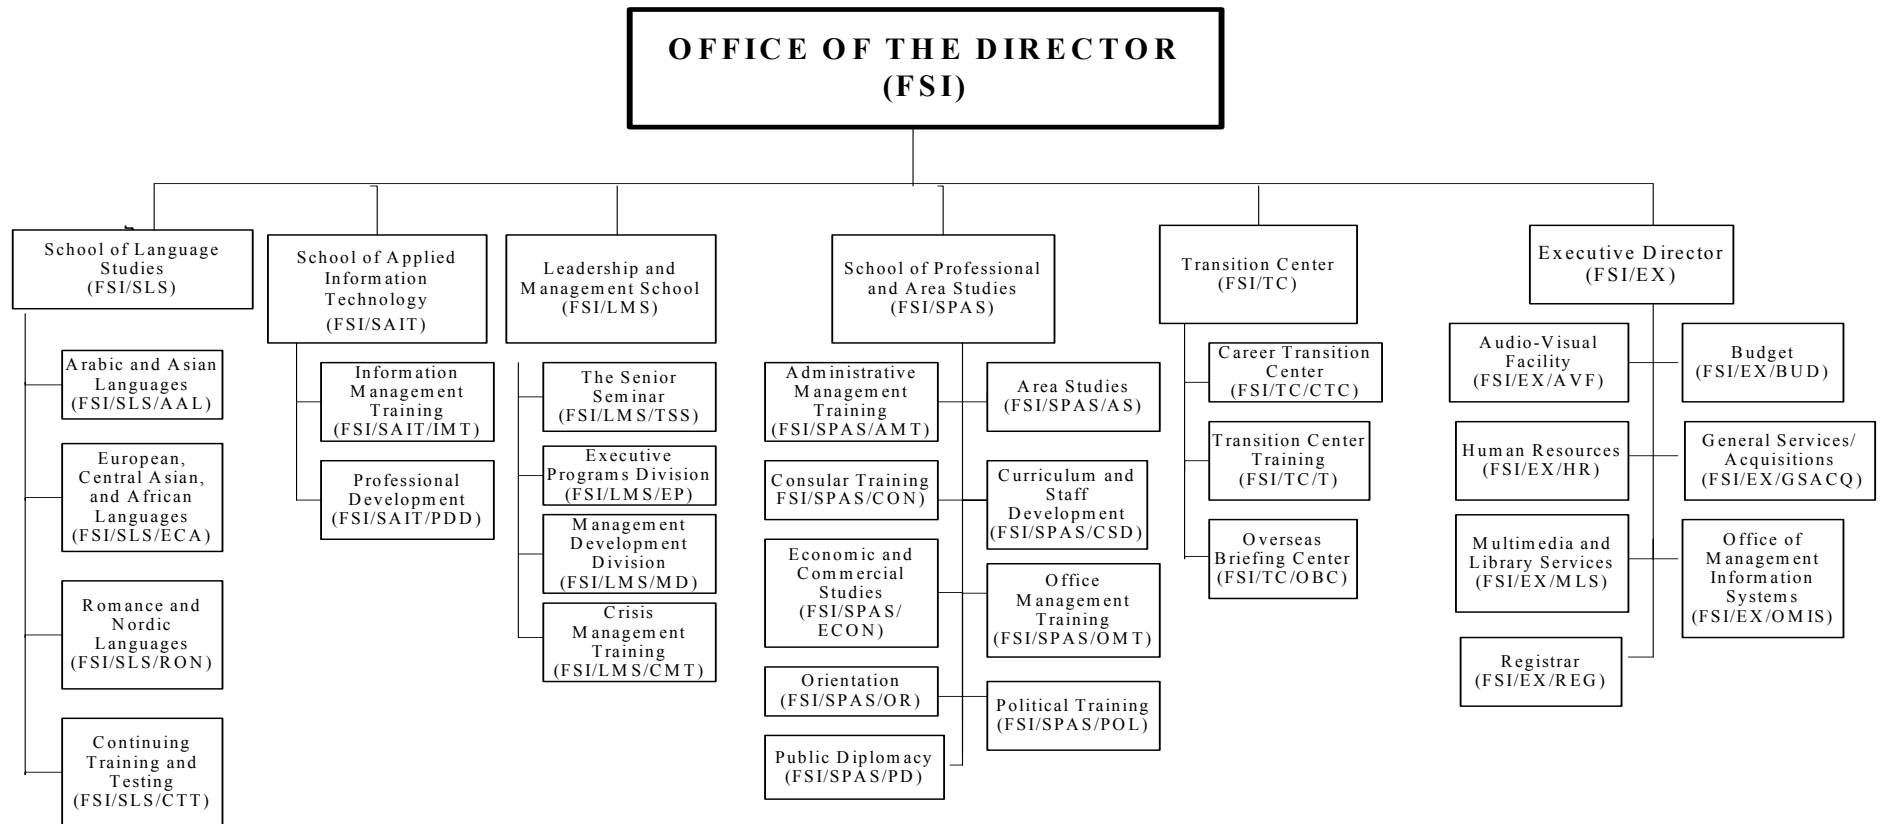 OFFICE OF THE DIRECTOR
(FSI)
School of Language
Studies
(FSI/SLS)
Arabic and Asian
Languages
(FSI/SLS/AAL)
European,
Central Asian,
and African
Languages
(FSI/SLS/ECA)
Romance and
Nordic
Languages
(FSI/SLS/RON)
Continuing
Training and
Testing
(FSI/SLS/CTT)
School of Applied
Information
Technology
(FSI/SAIT)
Information
Management
Training
(FSI/SAIT/IMT)
Professional
Development
(FSI/SAIT/PDD)
Leadership and
Management School
(FSI/LMS)
The Senior
Seminar
(FSI/LMS/TSS)
Executive
Programs Division
(FSI/LMS/EP)
Management
Development
Division
(FSI/LMS/MD)
Crisis
Management
Training
(FSI/LMS/CMT)
School of Professional
and Area Studies
(FSI/SPAS)
Administrative
Management
Training
(FSI/SPAS/AMT)
Area Studies
(FSI/SPAS/AS)
Consular Training
FSI/SPAS/CON)
Curriculum and
Staff
Development
(FSI/SPAS/CSD)
Economic and
Commercial
Studies
(FSI/SPAS/
ECON)
Office
Management
Training
(FSI/SPAS/OMT)
Orientation
(FSI/SPAS/OR)
Political Training
(FSI/SPAS/POL)
Public Diplomacy
(FSI/SPAS/PD)
Transition Center
(FSI/TC)
Career Transition
Center
(FSI/TC/CTC)
Transition Center
Training
(FSI/TC/T)
Overseas
Briefing Center
(FSI/TC/OBC)
Executive Director
(FSI/EX)
Audio-Visual
Facility
(FSI/EX/AVF)
Budget
(FSI/EX/BUD)
Human Resources
(FSI/EX/HR)
General Services/
Acquisitions
(FSI/EX/GSACQ)
Multimedia and
Library Services
(FSI/EX/MLS)
Office of
Management
Information
Systems
(FSI/EX/OMIS)
Registrar
(FSI/EX/REG)